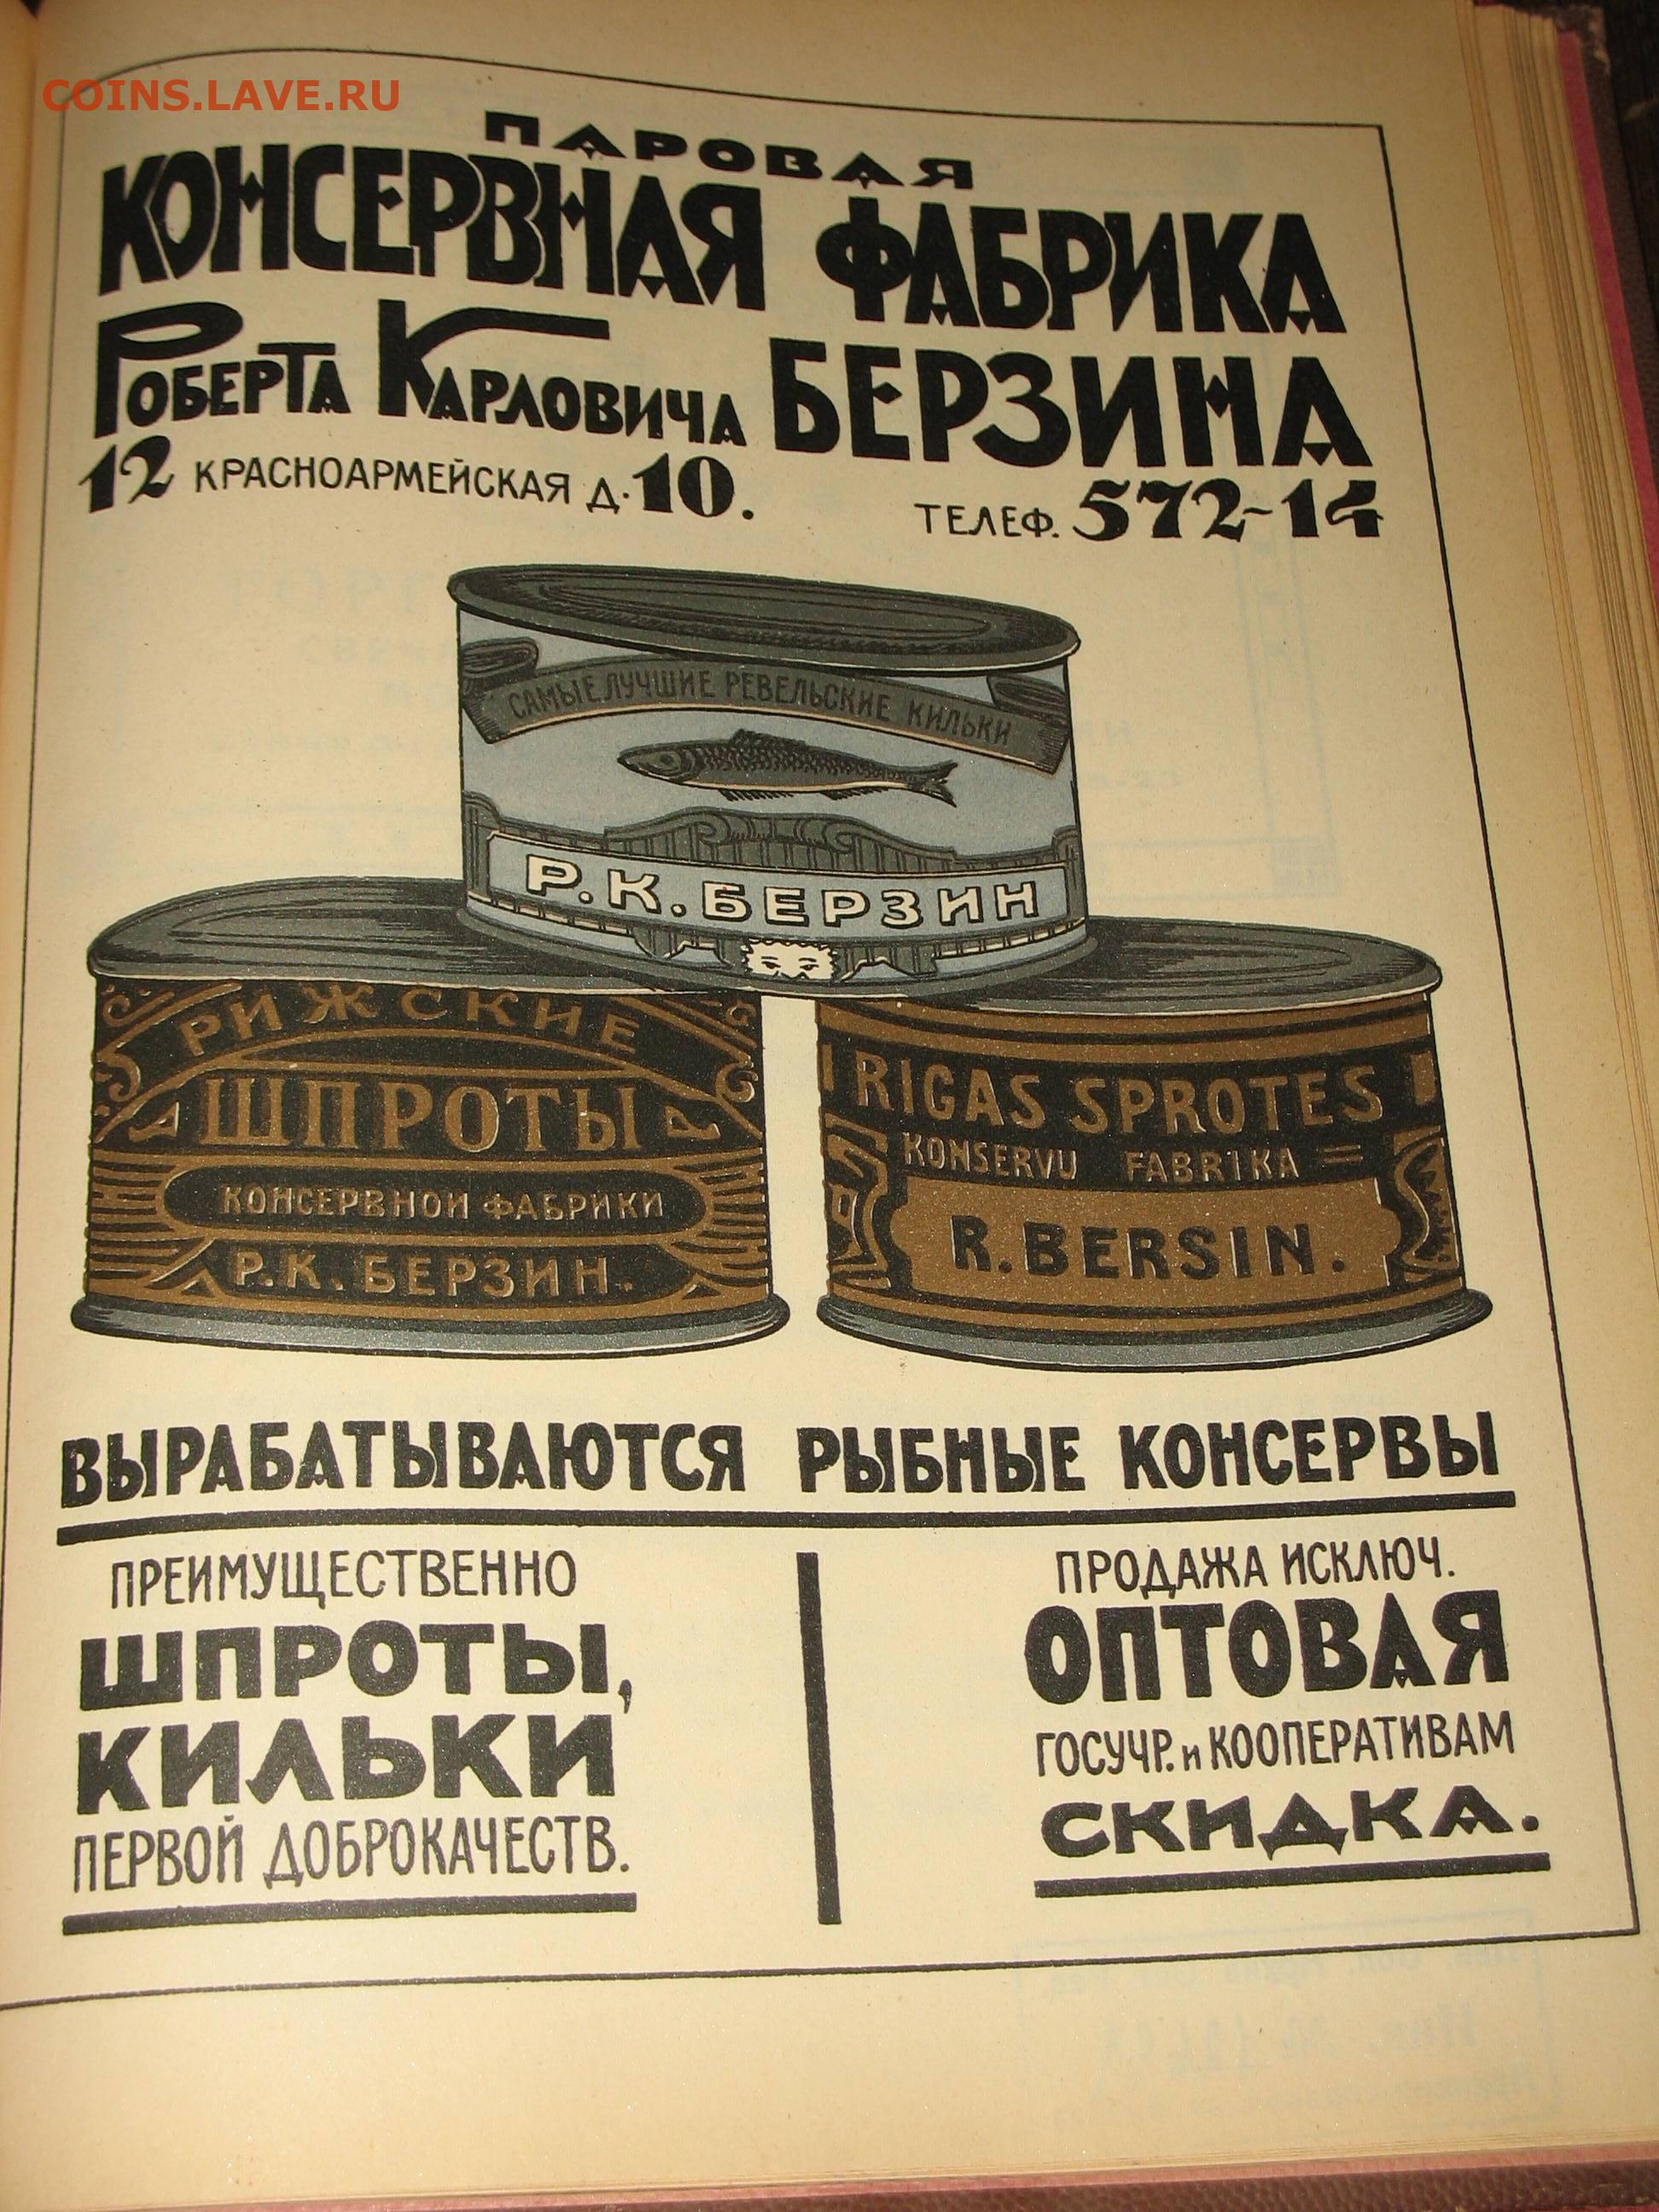 COINS.LAVE.RU
ПАРОВАЯ
КОНСЕРВНАЯ ФАБРИКА
РОБЕРТА КАРЛОВИЧА БЕРЗИНА
12 КРАСНОАРМЕЙСКАЯ Д. 10.
ТЕЛЕФ. 572-14
САМЫЕ ЛУЧШИЕ РЕВЕЛЬСКИЕ КИЛЬКИ
Р.К.БЕРЗИН
РИЖСКИЕ
ШПРОТЫ
КОНСЕРВНОИ ФАБРИКИ
Р.К.БЕРЗИН.
RIGAS SPROTES
KONSERVU FABRIKA
R.BERSIN.
ВЫРАБАТЫВАЮТСЯ РЫБНЫЕ КОНСЕРВЫ
ПРЕИМУЩЕСТВЕННО
ШПРОТЫ,
КИЛЬКИ
ПЕРВОЙ ДОБРОКАЧЕСТВ.
ПРОДАЖА ИСКЛЮЧ.
ОПТОВАЯ
ГОСУЧР. и КООПЕРАТИВАМ
СКИДКА.